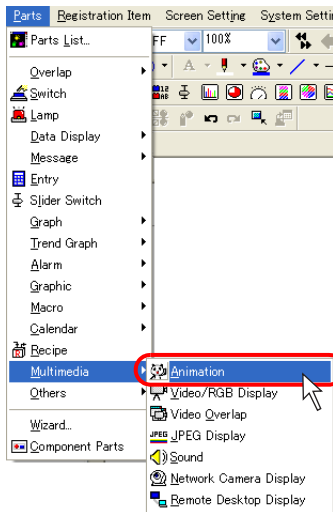 Parts Registration Item Screen Setting System Setti
Parts List...
FF 100%
Overlap
A
Switch
Lamp
Data Display
Message
Entry
Slider Switch
Graph
Trend Graph
Alarm
Graphic
Macro
Calendar
Recipe
Multimedia
Animation
Others
Video/RGB Display
Video Overlap
Wizard...
JPEG JPEG Display
Component Parts
Sound
Network Camera Display
Remote Desktop Display